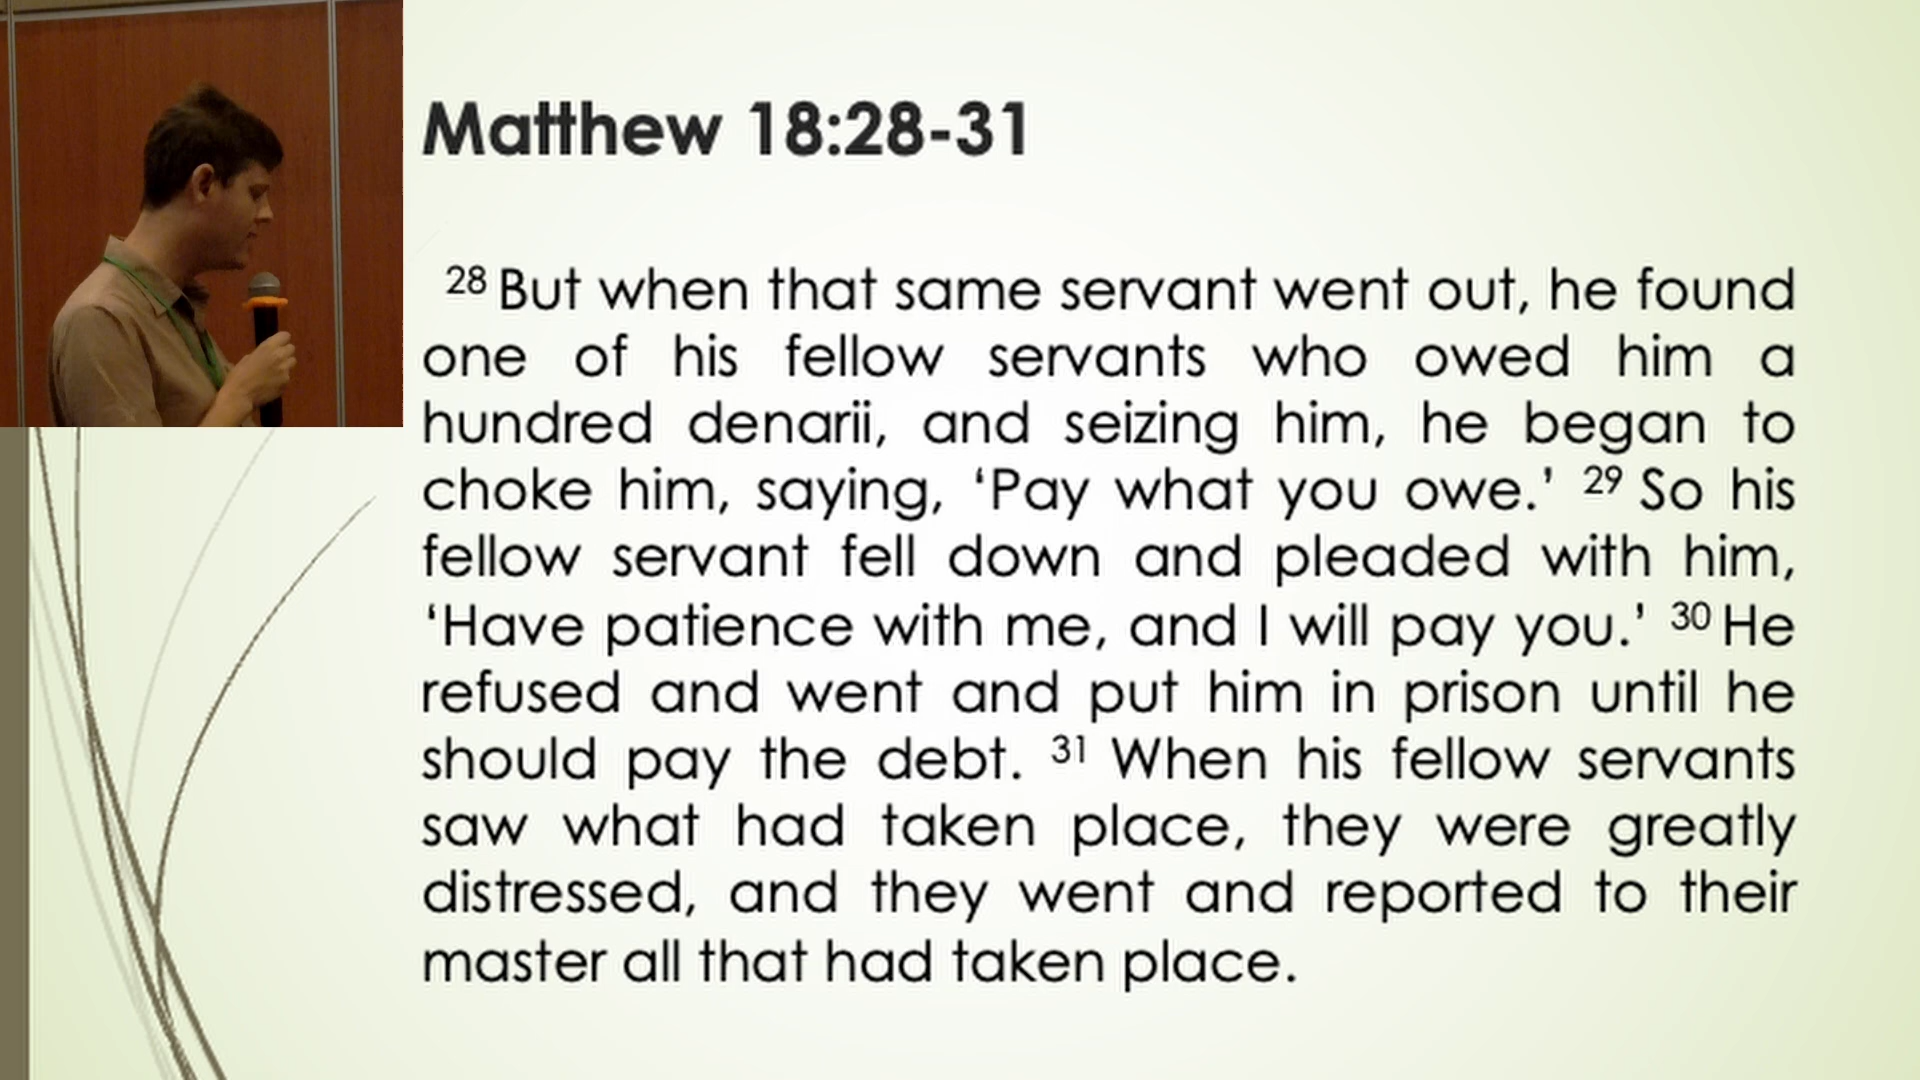 Matthew 18:28-31
28 But when that same servant went out, he found
one of his fellow servants who owed him a
hundred denarii, and seizing him, he began to
choke him, saying, ‘Pay what you owe.’ 29 So his
fellow servant fell down and pleaded with him,
‘Have patience with me, and I will pay you.’ 30 He
refused and went and put him in prison until he
should pay the debt. 31 When his fellow servants
saw what had taken place, they were greatly
distressed, and they went and reported to their
master all that had taken place.